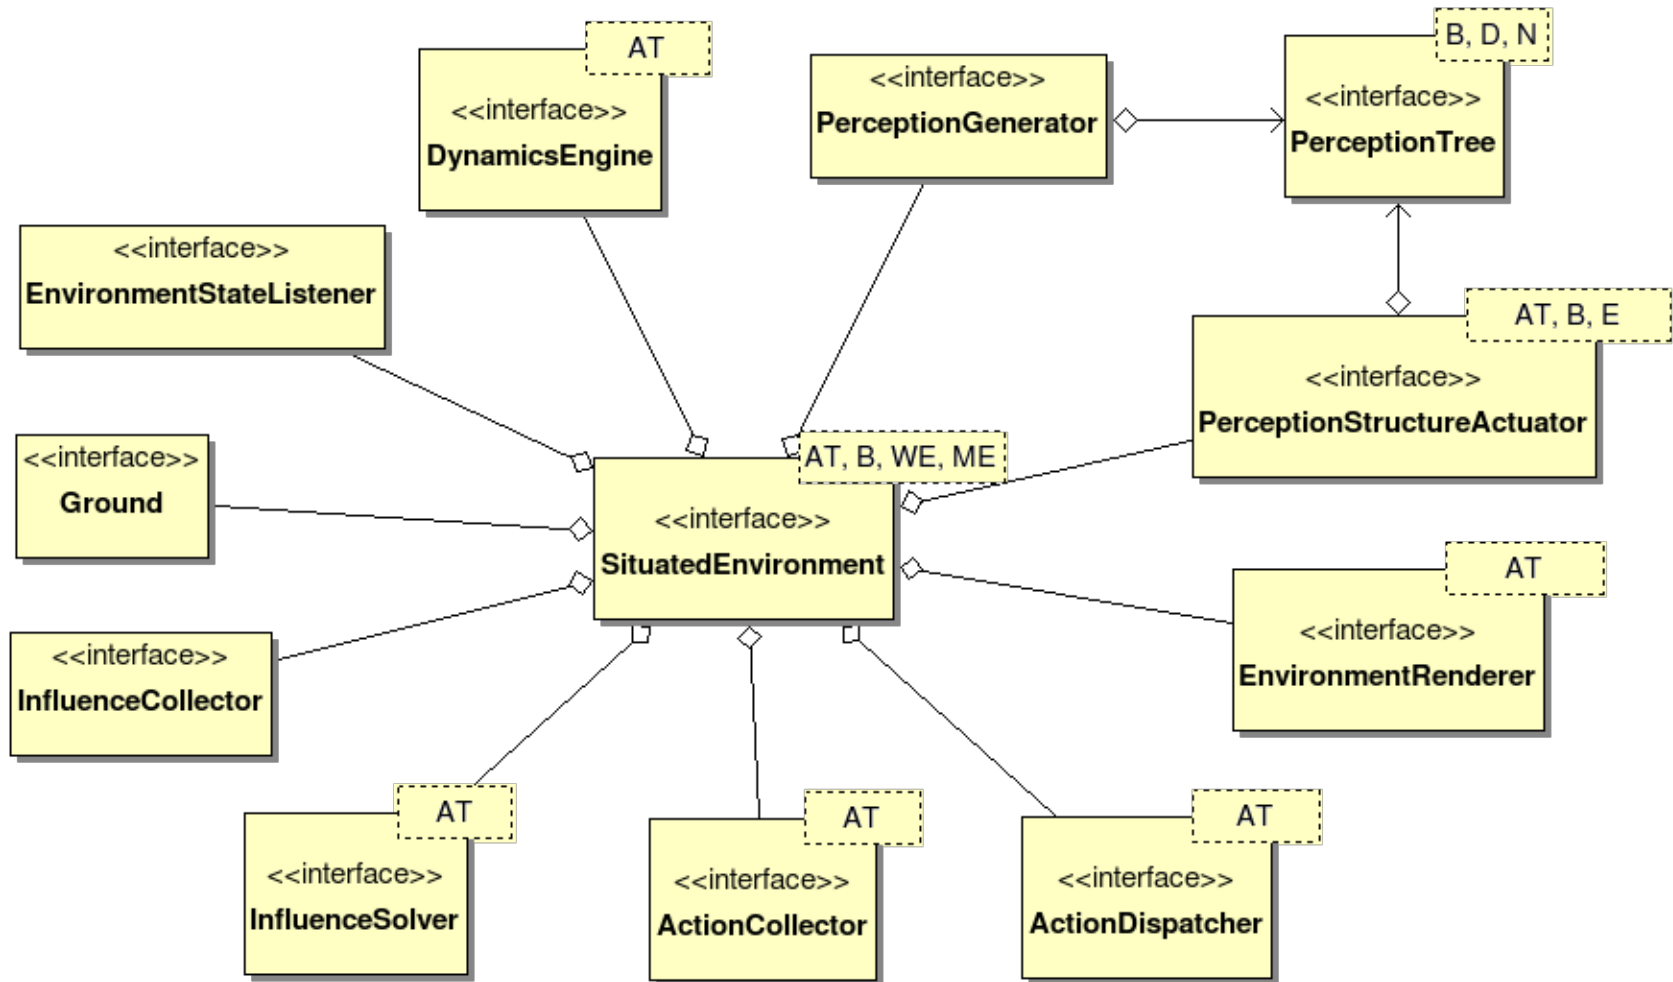 AT
<<interface>>
DynamicsEngine
<<interface>>
PerceptionGenerator
B, D, N
<<interface>>
PerceptionTree
<<interface>>
EnvironmentStateListener
AT, B, E
<<interface>>
PerceptionStructureActuator
<<interface>>
Ground
AT, B, WE, ME
<<interface>>
SituatedEnvironment
AT
<<interface>>
EnvironmentRenderer
<<interface>>
InfluenceCollector
AT
<<interface>>
InfluenceSolver
AT
<<interface>>
ActionCollector
AT
<<interface>>
ActionDispatcher